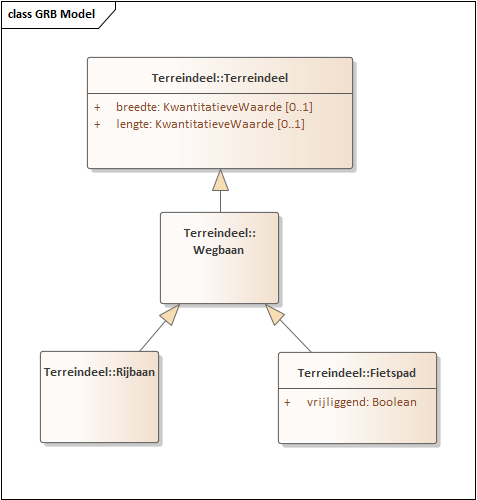 class GRB Model
Terreindeel::Terreindeel
+ breedte: KwantitatieveWaarde [0..1]
+ lengte: KwantitatieveWaarde [0..1]
Terreindeel::
Wegbaan
Terreindeel::Rijbaan
Terreindeel::Fietspad
+ vrijliggend: Boolean